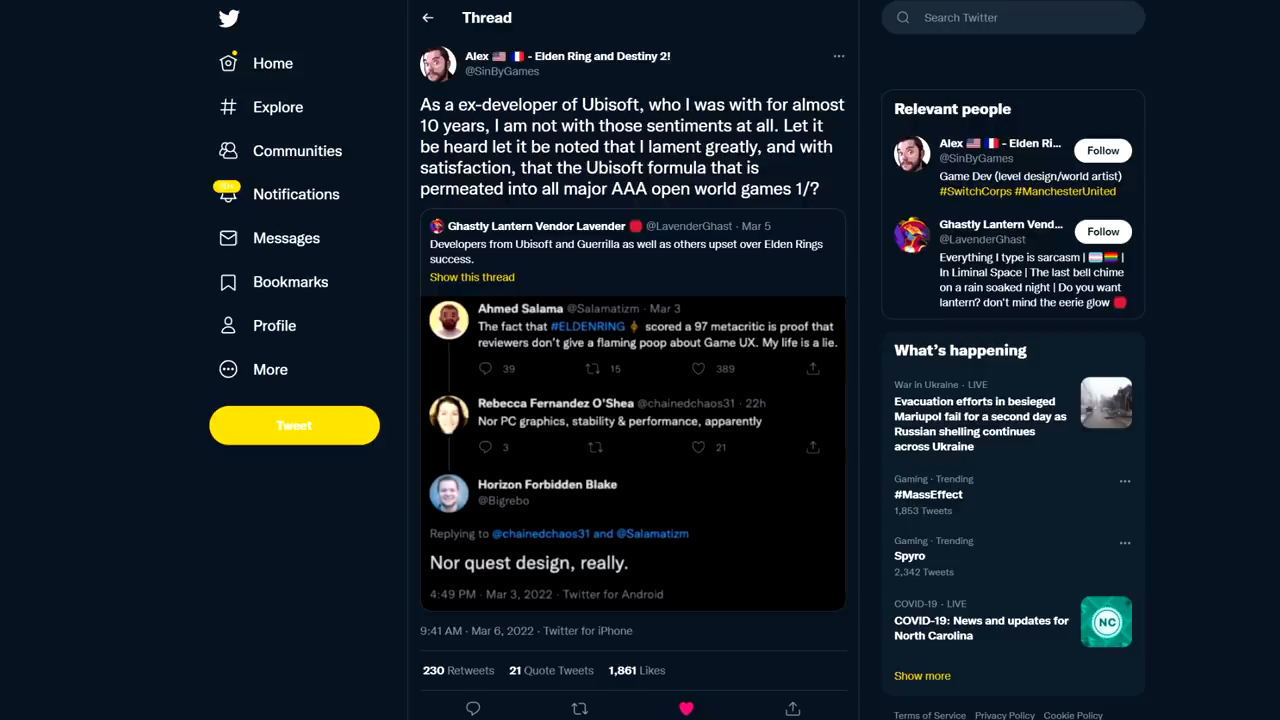 Home
Explore
Communities
20+
Notifications
Messages
Bookmarks
Profile
More
Tweet
Thread
Alex 🇺🇸 🇫🇷 - Elden Ring and Destiny 2!
@SinByGames
As a ex-developer of Ubisoft, who I was with for almost
10 years, I am not with those sentiments at all. Let it
be heard let it be noted that I lament greatly, and with
satisfaction, that the Ubisoft formula that is
permeated into all major AAA open world games 1/?
Ghastly Lantern Vendor Lavender @LavenderGhast · Mar 5
Developers from Ubisoft and Guerilla as well as others upset over Elden Rings
success.
Show this thread
Ahmed Salama @Salamatizm · Mar 3
The fact that #ELDENRING scored a 97 metacritic is proof that
reviewers don't give a flaming poop about Game UX. My life is a lie.
39 15 389
Rebecca Fernandez O'Shea @chainedchaos31 · 22h
Nor PC graphics, stability & performance, apparently
3 21
Horizon Forbidden Blake
@Bigrebo
Replying to @chainedchaos31 and @Salamatizm
Nor quest design, really.
4:49 PM · Mar 3, 2022 · Twitter for Android
9:41 AM · Mar 6, 2022 · Twitter for iPhone
230 Retweets 21 Quote Tweets 1,861 Likes
Search Twitter
Relevant people
Alex 🇺🇸 🇫🇷 - Elden Ri...
@SinByGames
Follow
Game Dev (level design/world artist)
#SwitchCorps #ManchesterUnited
Ghastly Lantern Vend...
@LavenderGhast
Follow
Everything I type is sarcasm | 🏳️‍⚧️🏳️‍🌈 |
In Liminal Space | The last bell chime
on a rain soaked night | Do you want
lantern? don't mind the eerie glow
What's happening
War in Ukraine · LIVE
Evacuation efforts in besieged
Mariupol fail for a second day as
Russian shelling continues
across Ukraine
Gaming · Trending
#MassEffect
1,853 Tweets
Gaming · Trending
Spyro
2,342 Tweets
COVID-19 · LIVE
COVID-19: News and updates for
North Carolina
NC
Show more
Terms of Service Privacy Policy Cookie Policy